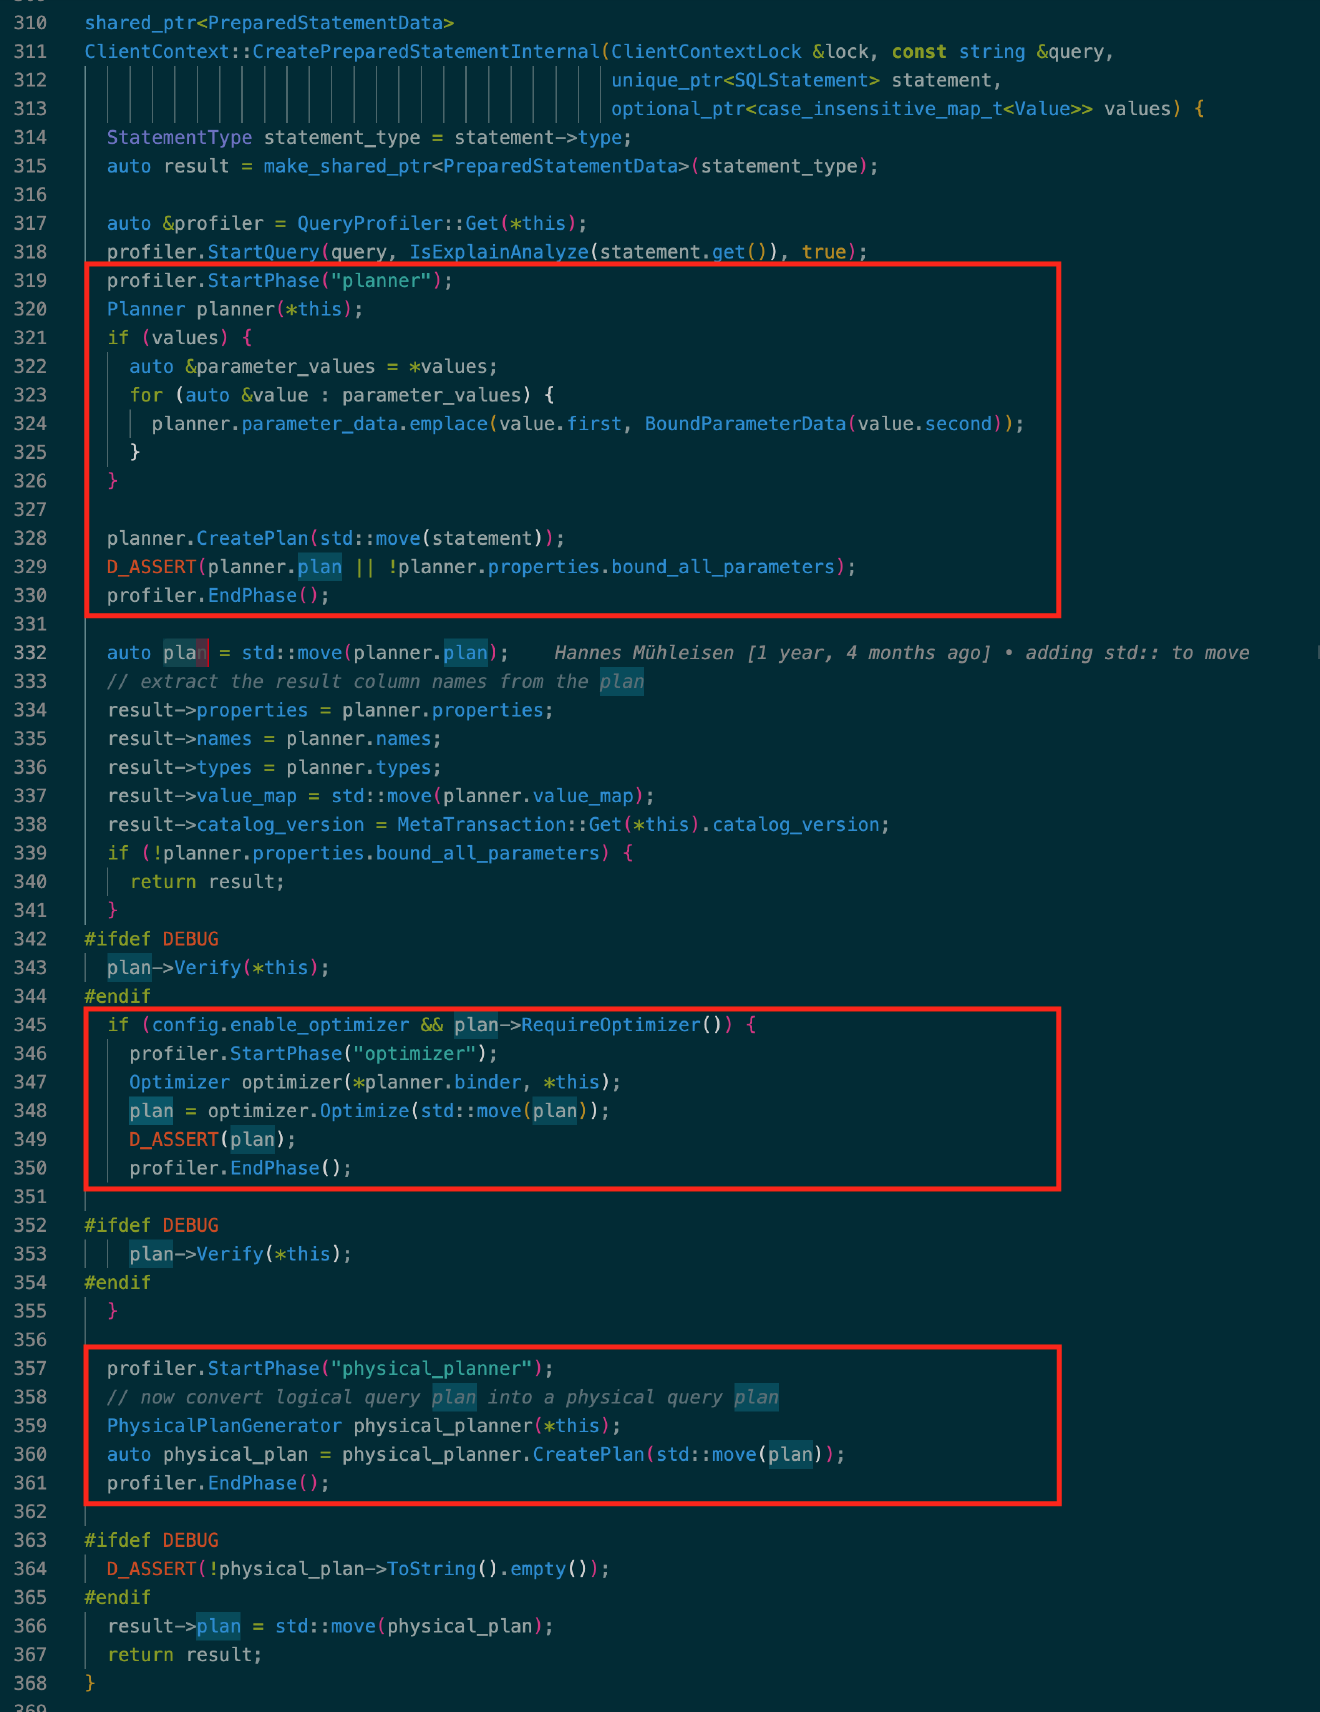 310 shared_ptr<PreparedStatementData>
311 ClientContext::CreatePreparedStatementInternal(ClientContextLock &lock, const string &query,
312 unique_ptr<SQLStatement> statement,
313 optional_ptr<case_insensitive_map_t<Value>> values) {
314 StatementType statement_type = statement->type;
315 auto result = make_shared_ptr<PreparedStatementData>(statement_type);
316
317 auto &profiler = QueryProfiler::Get(*this);
318 profiler.StartQuery(query, IsExplainAnalyze(statement.get()), true);
319 profiler.StartPhase("planner");
320 Planner planner(*this);
321 if (values) {
322 auto &parameter_values = *values;
323 for (auto &value : parameter_values) {
324 planner.parameter_data.emplace(value.first, BoundParameterData(value.second));
325 }
326 }
327
328 planner.CreatePlan(std::move(statement));
329 D_ASSERT(planner.plan || !planner.properties.bound_all_parameters);
330 profiler.EndPhase();
331
332 auto plan = std::move(planner.plan); Hannes Mühleisen [1 year, 4 months ago] • adding std:: to move
333 // extract the result column names from the plan
334 result->properties = planner.properties;
335 result->names = planner.names;
336 result->types = planner.types;
337 result->value_map = std::move(planner.value_map);
338 result->catalog_version = MetaTransaction::Get(*this).catalog_version;
339 if (!planner.properties.bound_all_parameters) {
340 return result;
341 }
342 #ifdef DEBUG
343 plan->Verify(*this);
344 #endif
345 if (config.enable_optimizer && plan->RequireOptimizer()) {
346 profiler.StartPhase("optimizer");
347 Optimizer optimizer(*planner.binder, *this);
348 plan = optimizer.Optimize(std::move(plan));
349 D_ASSERT(plan);
350 profiler.EndPhase();
351
352 #ifdef DEBUG
353 plan->Verify(*this);
354 #endif
355 }
356
357 profiler.StartPhase("physical_planner");
358 // now convert logical query plan into a physical query plan
359 PhysicalPlanGenerator physical_planner(*this);
360 auto physical_plan = physical_planner.CreatePlan(std::move(plan));
361 profiler.EndPhase();
362
363 #ifdef DEBUG
364 D_ASSERT(!physical_plan->ToString().empty());
365 #endif
366 result->plan = std::move(physical_plan);
367 return result;
368 }